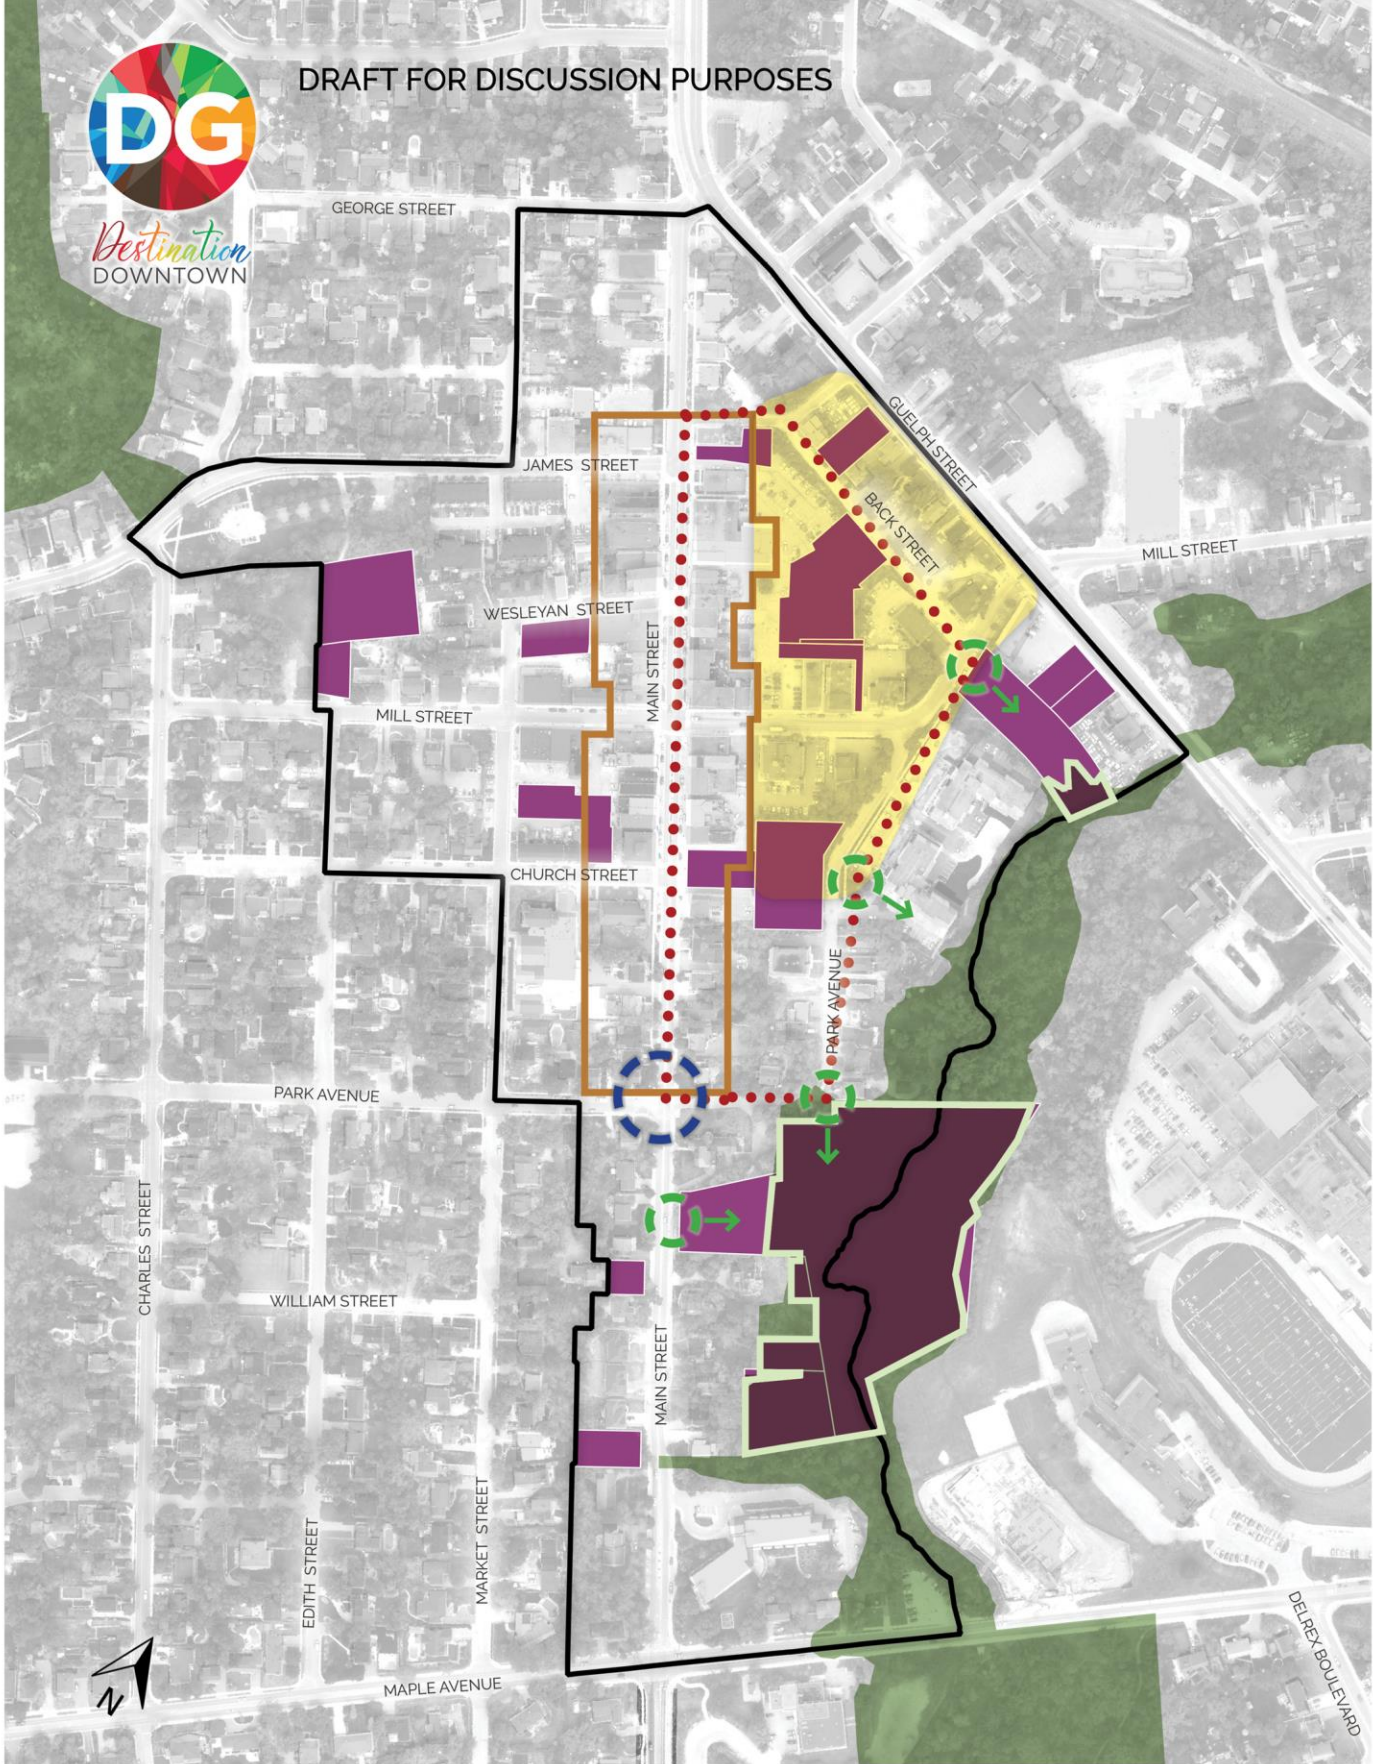 DG
DRAFT FOR DISCUSSION PURPOSES
Destination
DOWNTOWN
GEORGE STREET
GUELPH STREET
JAMES STREET
BACK STREET
MILL STREET
WESLEYAN STREET
MAIN STREET
MILL STREET
CHURCH STREET
PARK AVENUE
PARK AVENUE
CHARLES STREET
WILLIAM STREET
MAIN STREET
MARKET STREET
EDITH STREET
DELREX BOULEVARD
MAPLE AVENUE
N